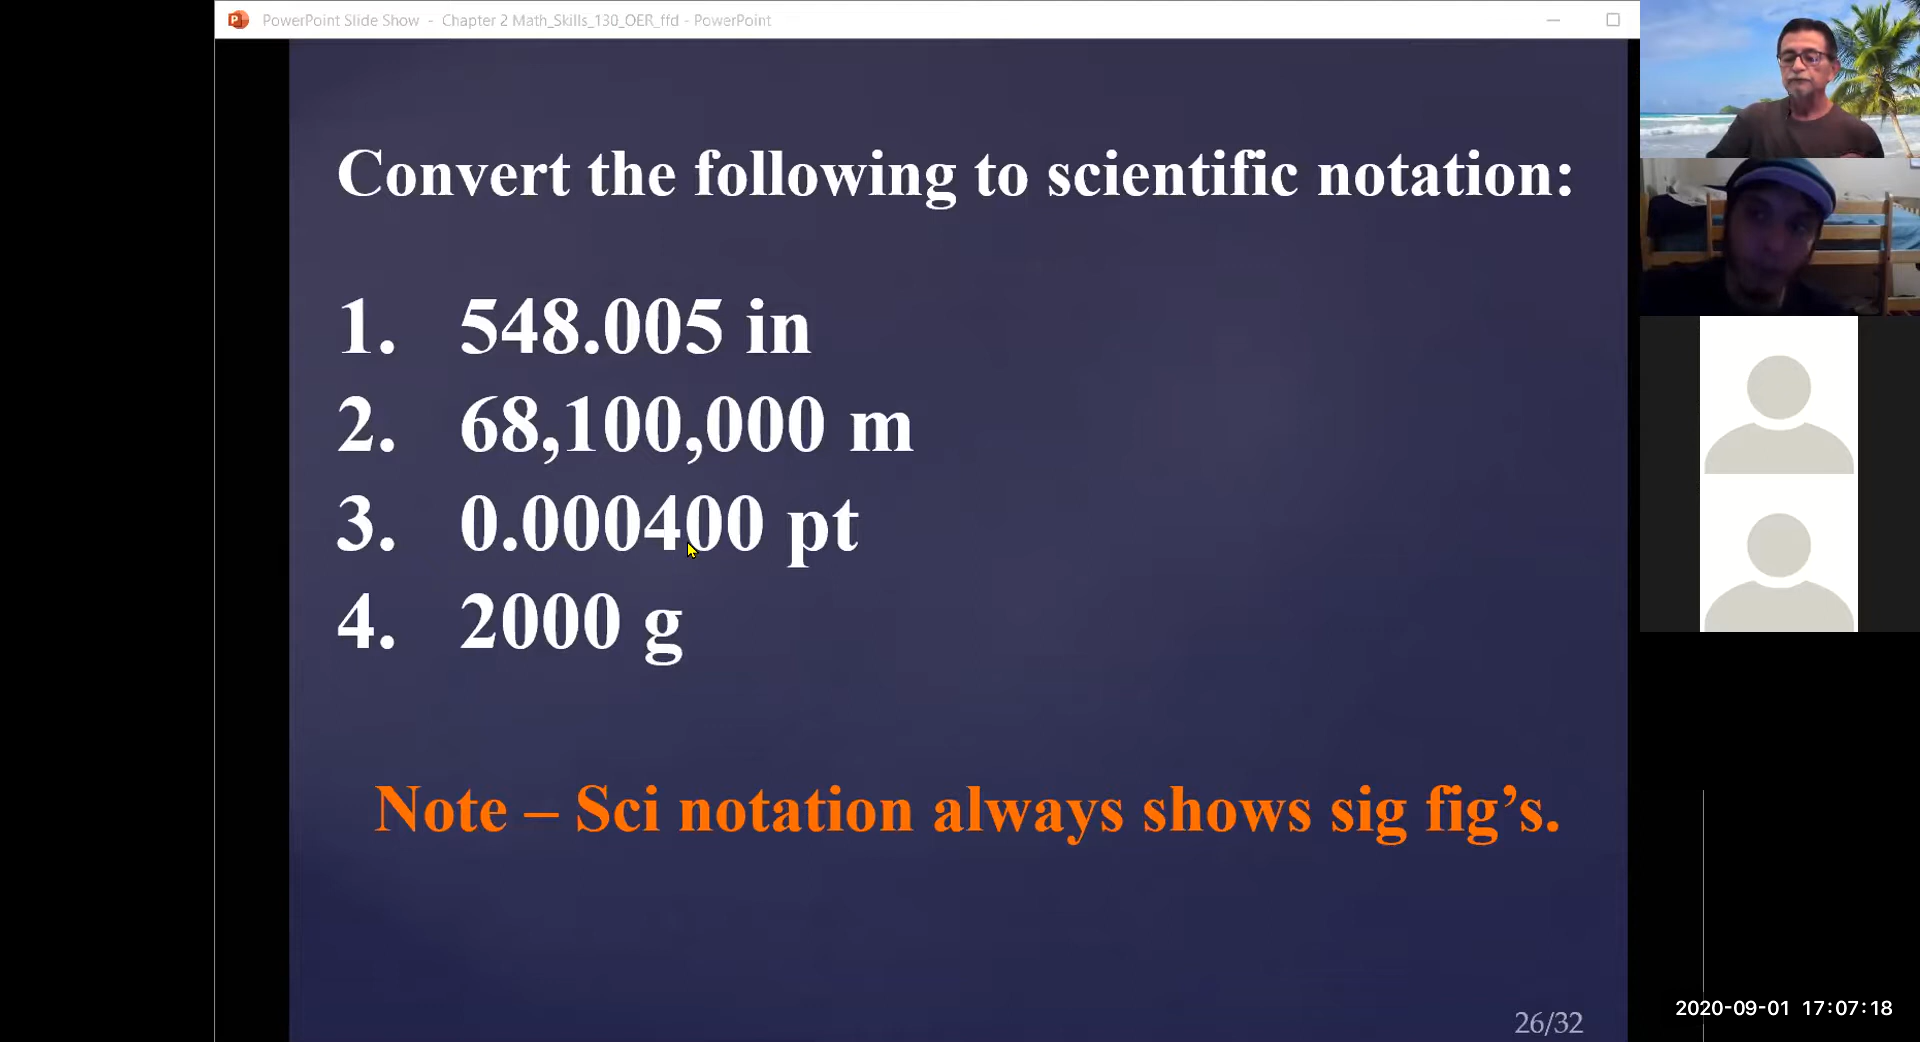 PowerPoint Slide Show - Chapter 2 Math_Skills_130_OER_ffd - PowerPoint
Convert the following to scientific notation:
1. 548.005 in
2. 68,100,000 m
3. 0.000400 pt
4. 2000 g
Note – Sci notation always shows sig fig’s.
26/32
2020-09-01 17:07:18